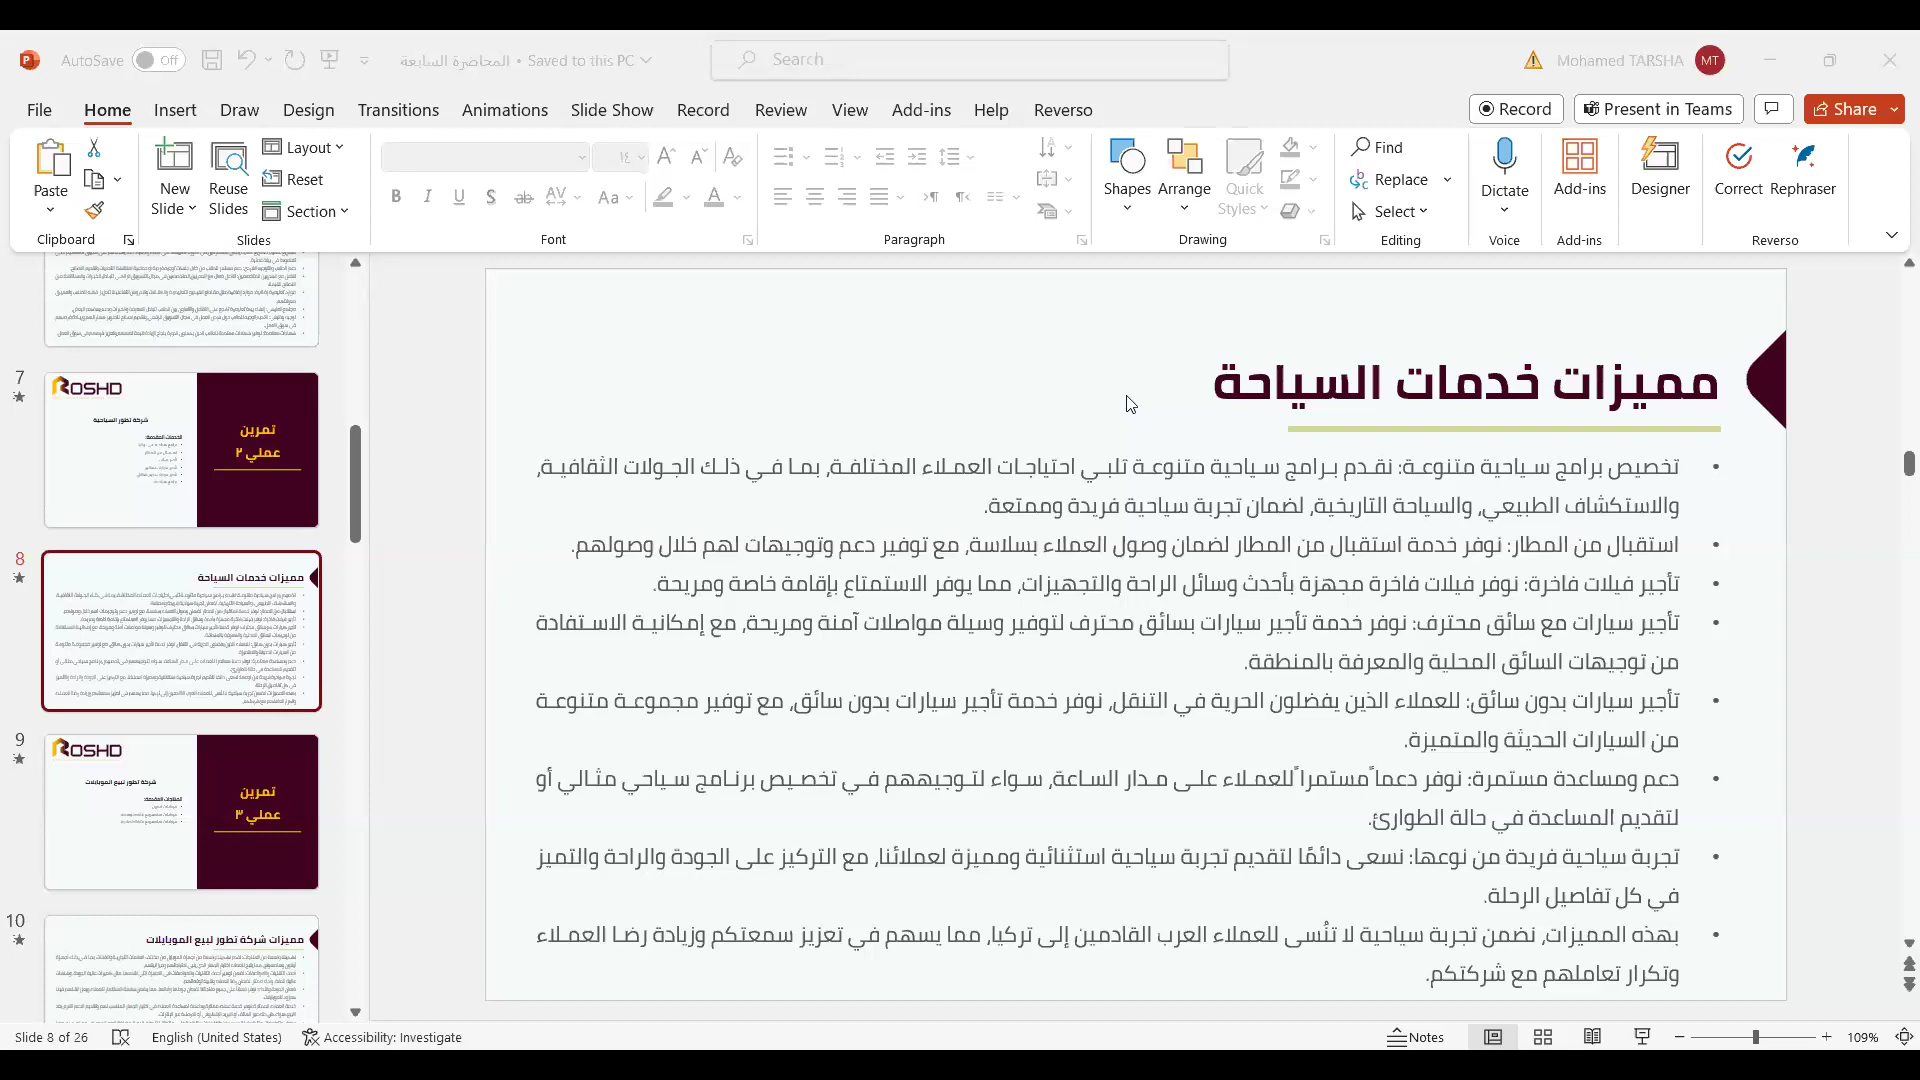 AutoSave Off
المحاضرة السابعة • Saved to this PC
Search
Mohamed TARSHA MT
File Home Insert Draw Design Transitions Animations Slide Show Record Review View Add-ins Help Reverso
Record Present in Teams Share
Paste
New Slide
Reuse Slides
Layout
Reset
Section
١٤
Shapes Arrange Quick Styles
Find
Replace
Select
Dictate
Add-ins
Designer
Correct Rephraser
Clipboard Slides Font Paragraph Drawing Editing Voice Add-ins Reverso
7
ROSHD
شركة تطور السياحية
الخدمات المقدمة:
تمرين
عملي ٢
8
مميزات خدمات السياحة
9
ROSHD
شركة تطور لبيع الموبايلات
المنتجات المقدمة:
تمرين
عملي ٣
10
مميزات شركة تطور لبيع الموبايلات
مميزات خدمات السياحة
• تخصيص برامج سياحية متنوعة: نقدم برامج سياحية متنوعة تلبي احتياجات العملاء المختلفة، بما في ذلك الجولات الثقافية،
والاستكشاف الطبيعي، والسياحة التاريخية، لضمان تجربة سياحية فريدة وممتعة.
• استقبال من المطار: نوفر خدمة استقبال من المطار لضمان وصول العملاء بسلاسة، مع توفير دعم وتوجيهات لهم خلال وصولهم.
• تأجير فيلات فاخرة: نوفر فيلات فاخرة مجهزة بأحدث وسائل الراحة والتجهيزات، مما يوفر الاستمتاع بإقامة خاصة ومريحة.
• تأجير سيارات مع سائق محترف: نوفر خدمة تأجير سيارات بسائق محترف لتوفير وسيلة مواصلات آمنة ومريحة، مع إمكانية الاستفادة
من توجيهات السائق المحلية والمعرفة بالمنطقة.
• تأجير سيارات بدون سائق: للعملاء الذين يفضلون الحرية في التنقل، نوفر خدمة تأجير سيارات بدون سائق، مع توفير مجموعة متنوعة
من السيارات الحديثة والمتميزة.
• دعم ومساعدة مستمرة: نوفر دعماً مستمراً للعملاء على مدار الساعة، سواء لتوجيههم في تخصيص برنامج سياحي مثالي أو
لتقديم المساعدة في حالة الطوارئ.
• تجربة سياحية فريدة من نوعها: نسعى دائمًا لتقديم تجربة سياحية استثنائية ومميزة لعملائنا، مع التركيز على الجودة والراحة والتميز
في كل تفاصيل الرحلة.
• بهذه المميزات، نضمن تجربة سياحية لا تُنسى للعملاء العرب القادمين إلى تركيا، مما يسهم في تعزيز سمعتكم وزيادة رضا العملاء
وتكرار تعاملهم مع شركتكم.
Slide 8 of 26 English (United States) Accessibility: Investigate Notes 109%